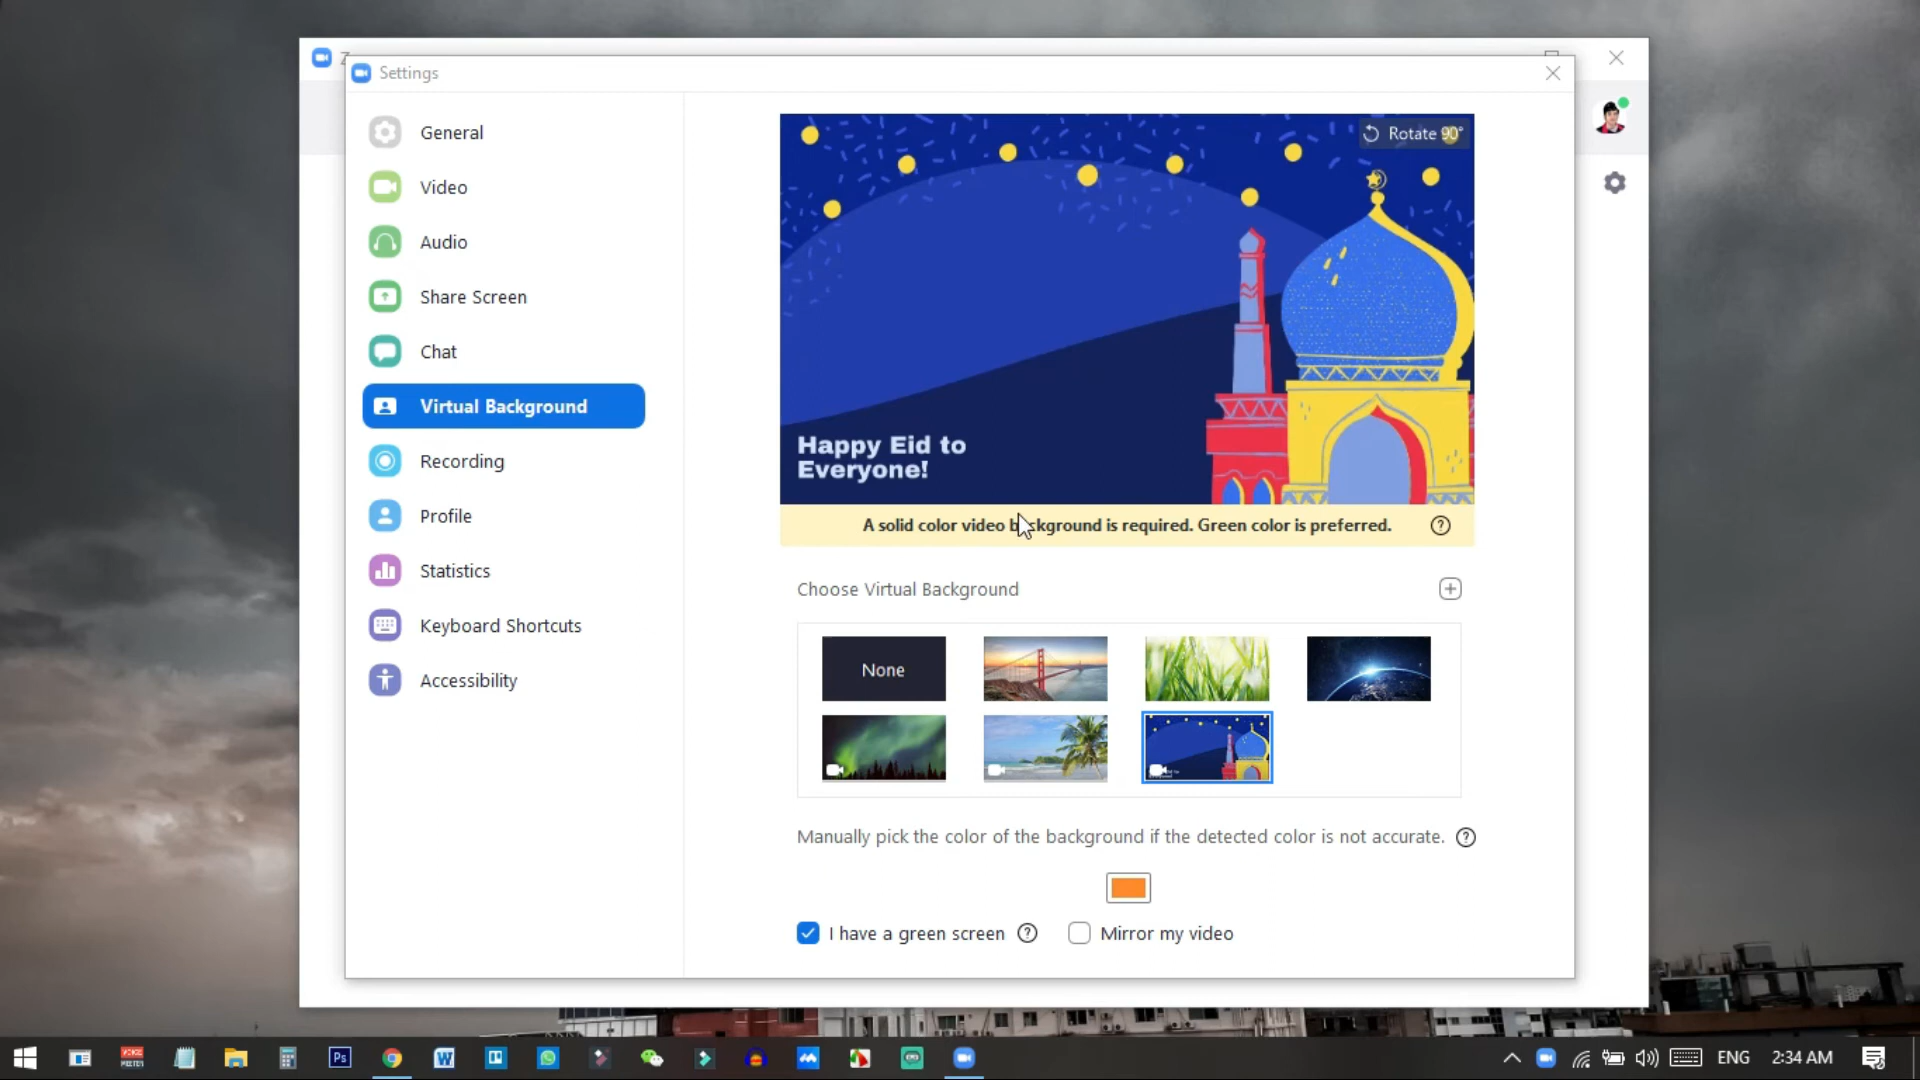 Z
Settings
General
Video
Audio
Share Screen
Chat
Virtual Background
Recording
Profile
Statistics
Keyboard Shortcuts
Accessibility
Rotate 90°
Happy Eid to
Everyone!
A solid color video background is required. Green color is preferred.
Choose Virtual Background
None
Manually pick the color of the background if the detected color is not accurate.
I have a green screen
Mirror my video
Ps
W
ENG
2:34 AM